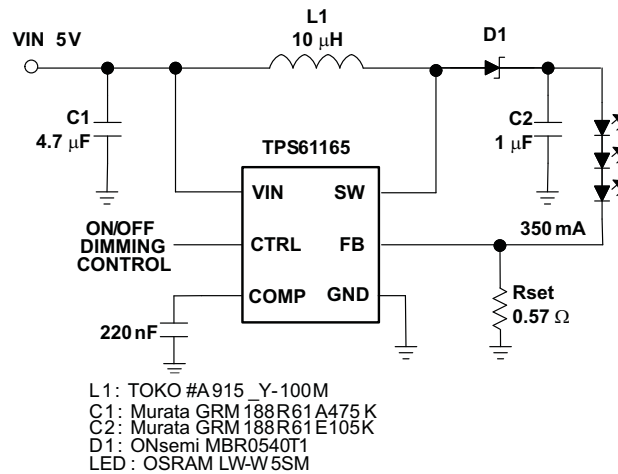 L1
10 μH
VIN 5V
D1
C1
4.7 μF
C2
1 μF
TPS61165
VIN
SW
ON/OFF
DIMMING
CONTROL
CTRL
FB
350 mA
COMP
GND
220 nF
Rset
0.57 Ω
L1: TOKO #A915_Y-100M
C1: Murata GRM188R61A475K
C2: Murata GRM188R61E105K
D1: ONsemi MBR0540T1
LED: OSRAM LW-W5SM